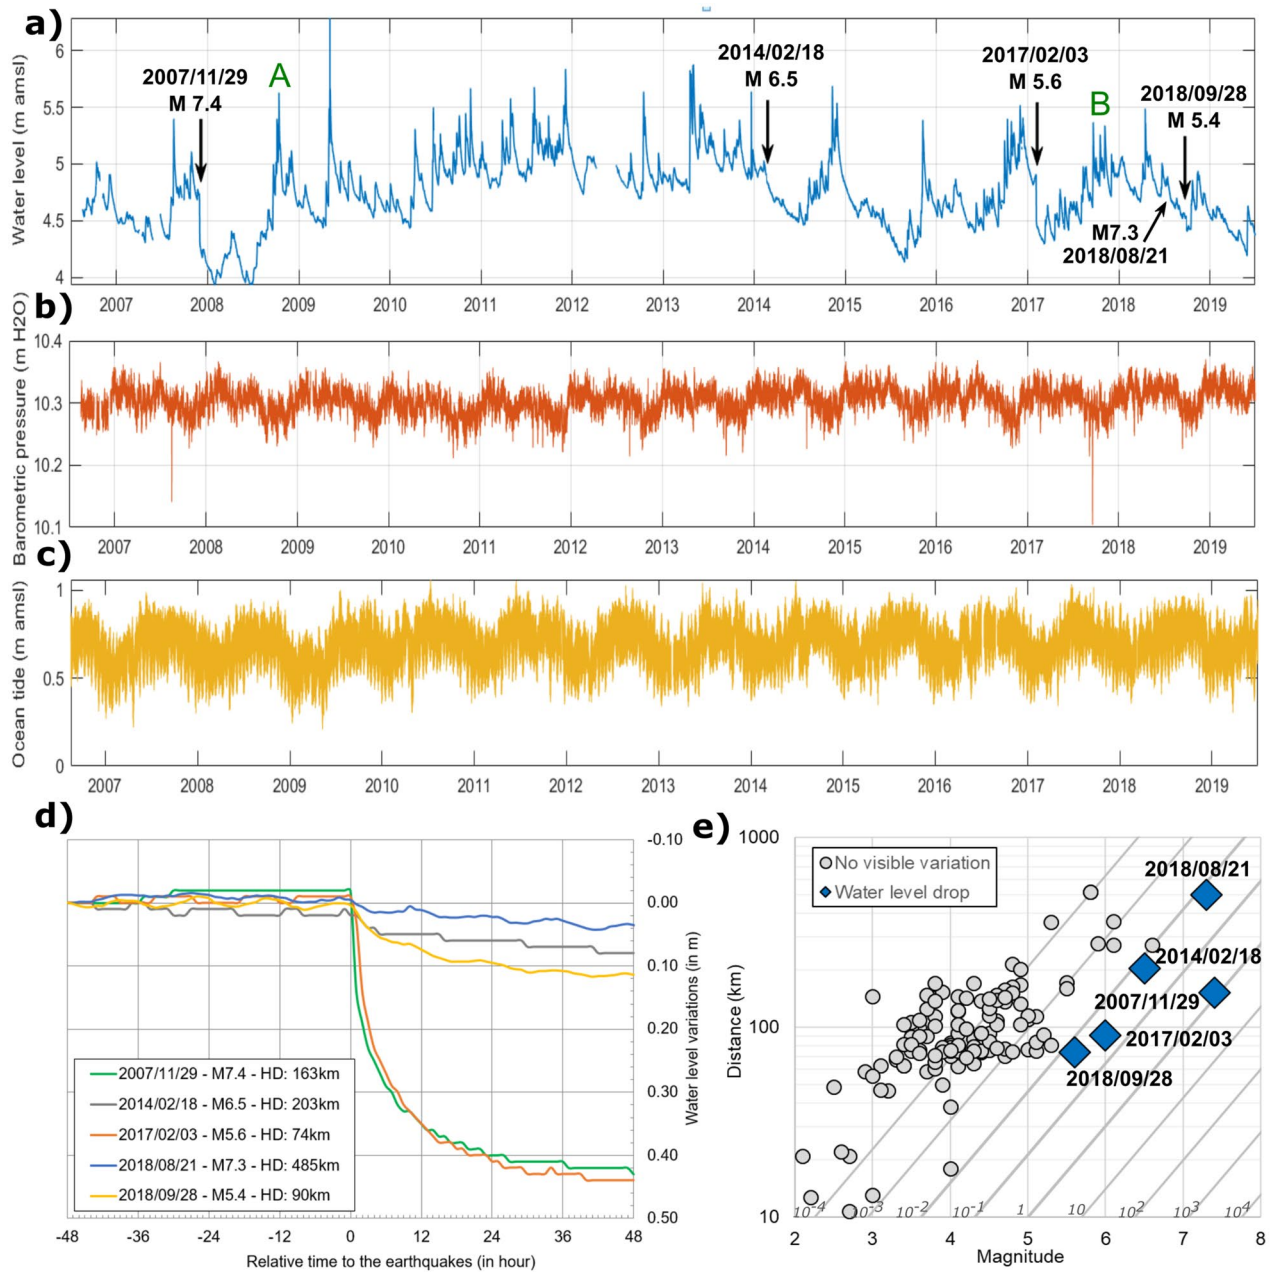 a)
Water level (m amsl)
6
5.5
5
4.5
4
2007/11/29
M 7.4
A
2014/02/18
M 6.5
2017/02/03
M 5.6
B
2018/09/28
M 5.4
M7.3
2018/08/21
2007 2008 2009 2010 2011 2012 2013 2014 2015 2016 2017 2018 2019
b)
Barometric pressure (m H2O)
10.4
10.3
10.2
10.1
2007 2008 2009 2010 2011 2012 2013 2014 2015 2016 2017 2018 2019
c)
Ocean tide (m amsl)
1
0.5
0
2007 2008 2009 2010 2011 2012 2013 2014 2015 2016 2017 2018 2019
d)
-0.10
0.00
0.10
0.20
0.30
0.40
0.50
Water level variations (in m)
2007/11/29 - M7.4 - HD: 163km
2014/02/18 - M6.5 - HD: 203km
2017/02/03 - M5.6 - HD: 74km
2018/08/21 - M7.3 - HD: 485km
2018/09/28 - M5.4 - HD: 90km
-48 -36 -24 -12 0 12 24 36 48
Relative time to the earthquakes (in hour)
e)
1000
100
10
Distance (km)
No visible variation
Water level drop
2018/08/21
2014/02/18
2007/11/29
2017/02/03
2018/09/28
10-4 10-3 10-2 10-1 1 10 102 103 104
2 3 4 5 6 7 8
Magnitude